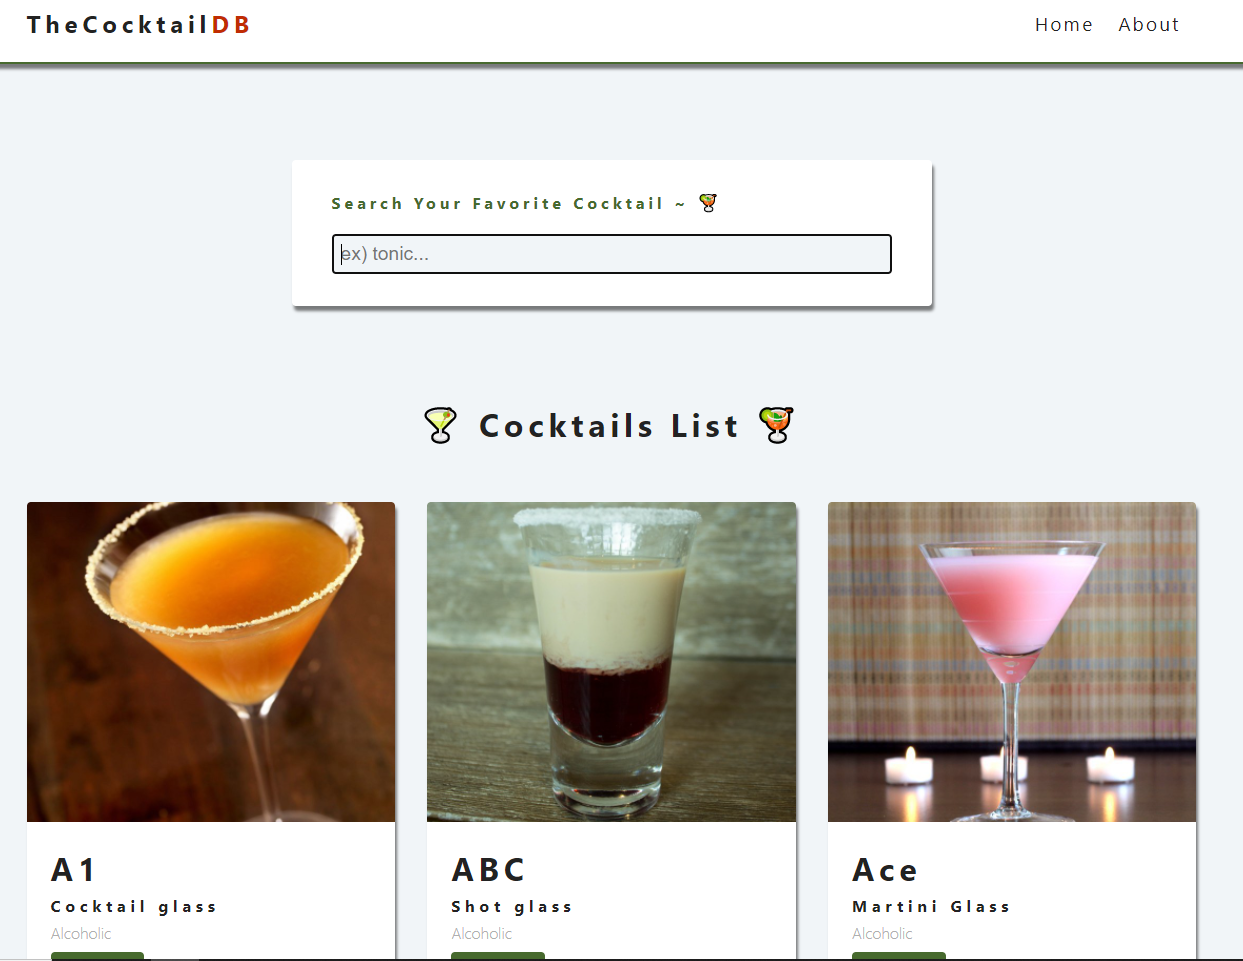 TheCocktailDB
Home About
Search Your Favorite Cocktail ~ 🍹
ex) tonic...
🍸 Cocktails List 🍹
A1
Cocktail glass
Alcoholic
ABC
Shot glass
Alcoholic
Ace
Martini Glass
Alcoholic